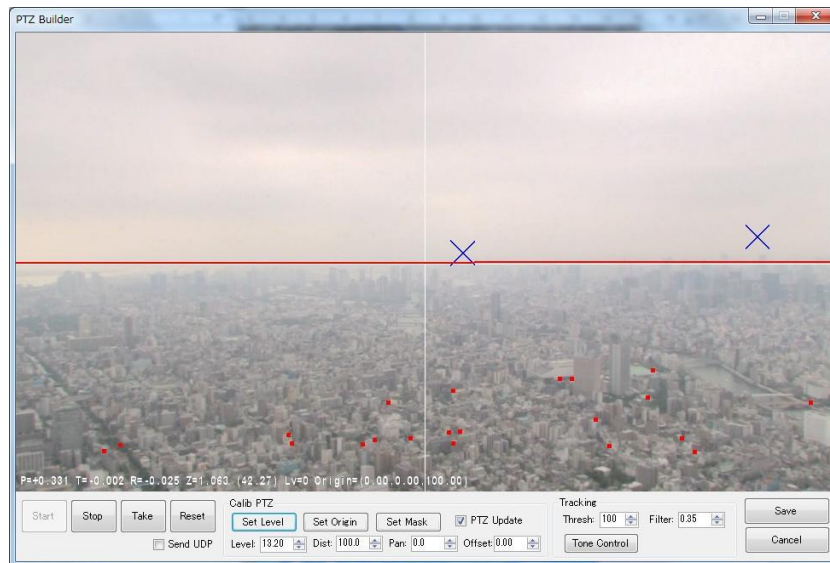 PTZ Builder
P=+0.331 T=-0.002 R=-0.025 Z=1.063 (42.27) Lv=0 Origin=(0.00,0.00,100.00)
Start Stop Take Reset
Send UDP
Calib PTZ
Set Level Set Origin Set Mask PTZ Update
Level: 13.20 Dist: 100.0 Pan: 0.0 Offset: 0.00
Tracking
Thresh: 100 Filter: 0.35
Tone Control
Save
Cancel